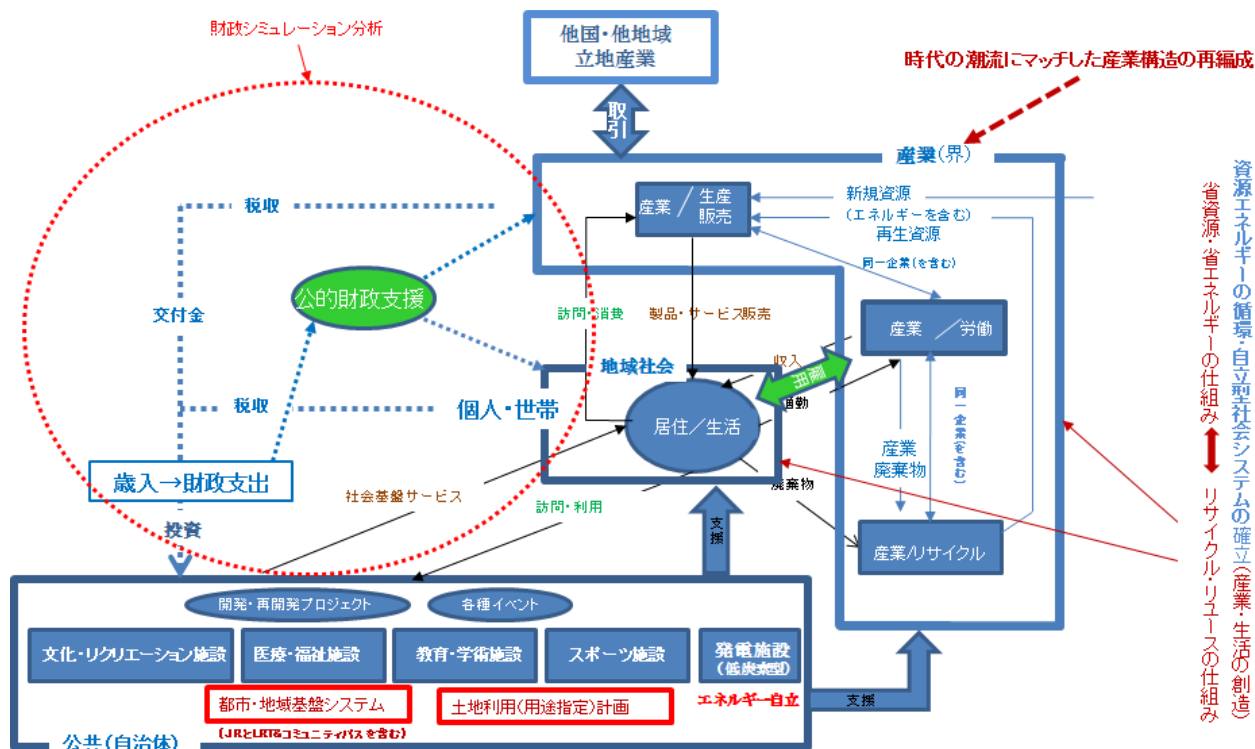 財政シミュレーション分析
他国・他地域
立地産業
時代の潮流にマッチした産業構造の再編成
取引
産業(界)
産業／生産
販売
新規資源
(エネルギーを含む)
再生資源
同一企業(を含む)
税収
公的財政支援
交付金
訪問・消費
製品・サービス販売
産業／労働
収入
雇用
地域社会
税収
個人・世帯
居住／生活
通勤
同一企業(を含む)
産業
廃棄物
歳入→財政支出
社会基盤サービス
訪問・利用
廃棄物
投資
支援
産業/リサイクル
開発・再開発プロジェクト
各種イベント
文化・リクリエーション施設
医療・福祉施設
教育・学術施設
スポーツ施設
発電施設
(低炭素型)
エネルギー自立
支援
都市・地域基盤システム
(JRとLRT&コミュニティバスを含む)
土地利用(用途指定)計画
公共(自治体)
資源エネルギーの循環・自立型社会システムの確立(産業・生活の創造)
省資源・省エネルギーの仕組み
リサイクル・リユースの仕組み